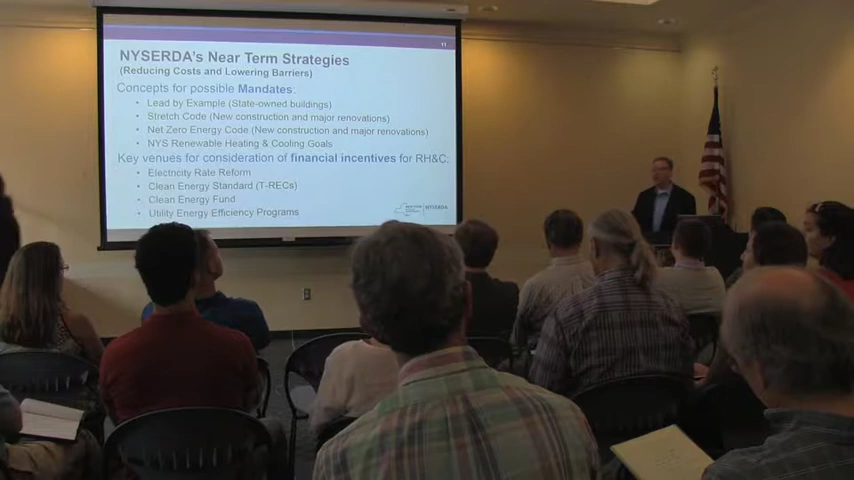 11
NYSERDA's Near Term Strategies
(Reducing Costs and Lowering Barriers)
Concepts for possible Mandates:
• Lead by Example (State-owned buildings)
• Stretch Code (New construction and major renovations)
• Net Zero Energy Code (New construction and major renovations)
• NYS Renewable Heating & Cooling Goals
Key venues for consideration of financial incentives for RH&C.
• Electricity Rate Reform
• Clean Energy Standard (T-RECs)
• Clean Energy Fund
• Utility Energy Efficiency Programs
NYSERDA